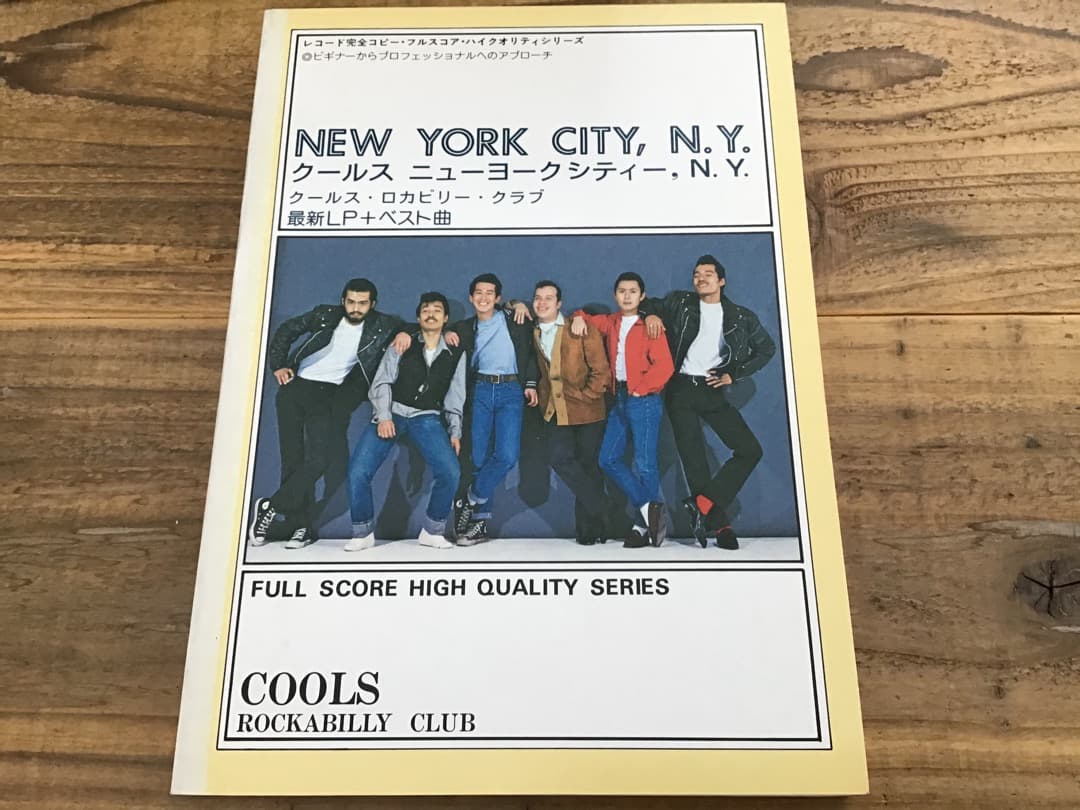 レコード完全コピー・フルスコア・ハイクオリティシリーズ
◎ビギナーからプロフェッショナルへのアプローチ
NEW YORK CITY, N.Y.
クールス ニューヨークシティー, N.Y.
クールス・ロカビリー・クラブ
最新LP+ベスト曲
FULL SCORE HIGH QUALITY SERIES
COOLS
ROCKABILLY CLUB